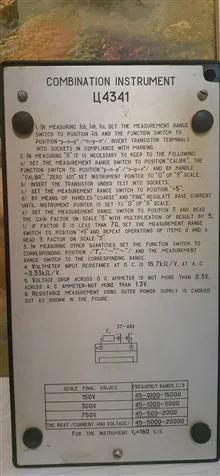 COMBINATION INSTRUMENT
Ц4341
1. IN MEASURING Ico, Ieo, Ici, SET THE MEASUREMENT RANGE
SWITCH TO POSITION Ico AND THE FUNCTION SWITCH TO
POSITION "p-n-p" /"n-p-n"/. INSERT TRANSISTOR TERMINALS
INTO SOCKETS IN COMPLIANCE WITH MARKING.
2. IN MEASURING "B" IT IS NECESSARY TO KEEP TO THE FOLLOWING:
a/ SET THE MEASUREMENT RANGE SWITCH TO POSITION "CALIBR", THE
FUNCTION SWITCH TO POSITION "p-n-p" /"n-p-n"/ AND BY HANDLE
"CALIBR", "ZERO ADJ." SET INSTRUMENT POINTER TO "0" OF "B" SCALE.
b/ INSERT THE TRANSISTOR UNDER TEST INTO SOCKETS.
c/ SET THE MEASUREMENT RANGE SWITCH TO POSITION "×5".
d/ BY MEANS OF HANDLES "COARSE" AND "FINE" REGULATE BASE CURRENT
UNTIL INSTRUMENT POINTER IS SET TO "0" OF "B" SCALE.
e/ SET THE MEASUREMENT RANGE SWITCH TO POSITION B AND READ
THE GAIN FACTOR ON SCALE "B" WITH MULTIPLICATION OF RESULT BY 5;
f/ IF FACTOR B IS LESS THAN 70, SET THE MEASUREMENT RANGE
SWITCH TO POSITION "×1" AND REPEAT OPERATIONS OF ITEMS d AND e
READ B FACTOR ON SCALE "B".
3. IN MEASURING OTHER QUANTITIES SET THE FUNCTION SWITCH TO
CORRESPONDING POSITION AND THE MEASUREMENT
RANGE SWITCH TO THE CORRESPONDING RANGE.
4. VOLTMETER INPUT RESISTANCE AT D.C. IS 16.7kΩ/V, AT A.C.
-3.33kΩ/V.
5. VOLTAGE DROP ACROSS D.C. AMMETER IS NOT MORE THAN 0.3V,
ACROSS A.C. AMMETER-NOT MORE THAN 1.3V
6. RESISTANCE MEASUREMENT USING OUTER POWER SUPPLY IS CARRIED
OUT AS SHOWN IN THE FIGURE.
37-48V
SCALE FINAL VALUES FREQUENCY BANDS, C/S
150V 45-1000-15000
300V 45-1000-5000
750V 45-500-2000
THE REST /CURRENT AND VOLTAGE/ 45-5000-20000
FOR THE INSTRUMENT =160 C/S.